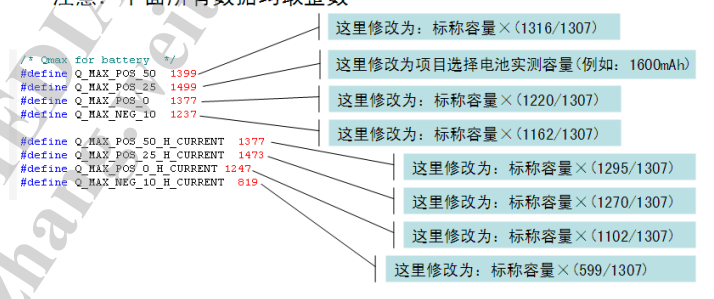 注意：下面所有数据均取整数
/* Qmax for battery */
#define Q_MAX_POS_50 1399
#define Q_MAX_POS_25 1499
#define Q_MAX_POS_0 1377
#define Q_MAX_NEG_10 1237
#define Q_MAX_POS_50_H_CURRENT 1377
#define Q_MAX_POS_25_H_CURRENT 1473
#define Q_MAX_POS_0_H_CURRENT 1247
#define Q_MAX_NEG_10_H_CURRENT 819
这里修改为：标称容量×(1316/1307)
这里修改为项目选择电池实测容量(例如：1600mAh)
这里修改为：标称容量×(1220/1307)
这里修改为：标称容量×(1162/1307)
这里修改为：标称容量×(1295/1307)
这里修改为：标称容量×(1270/1307)
这里修改为：标称容量×(1102/1307)
这里修改为：标称容量×(599/1307)